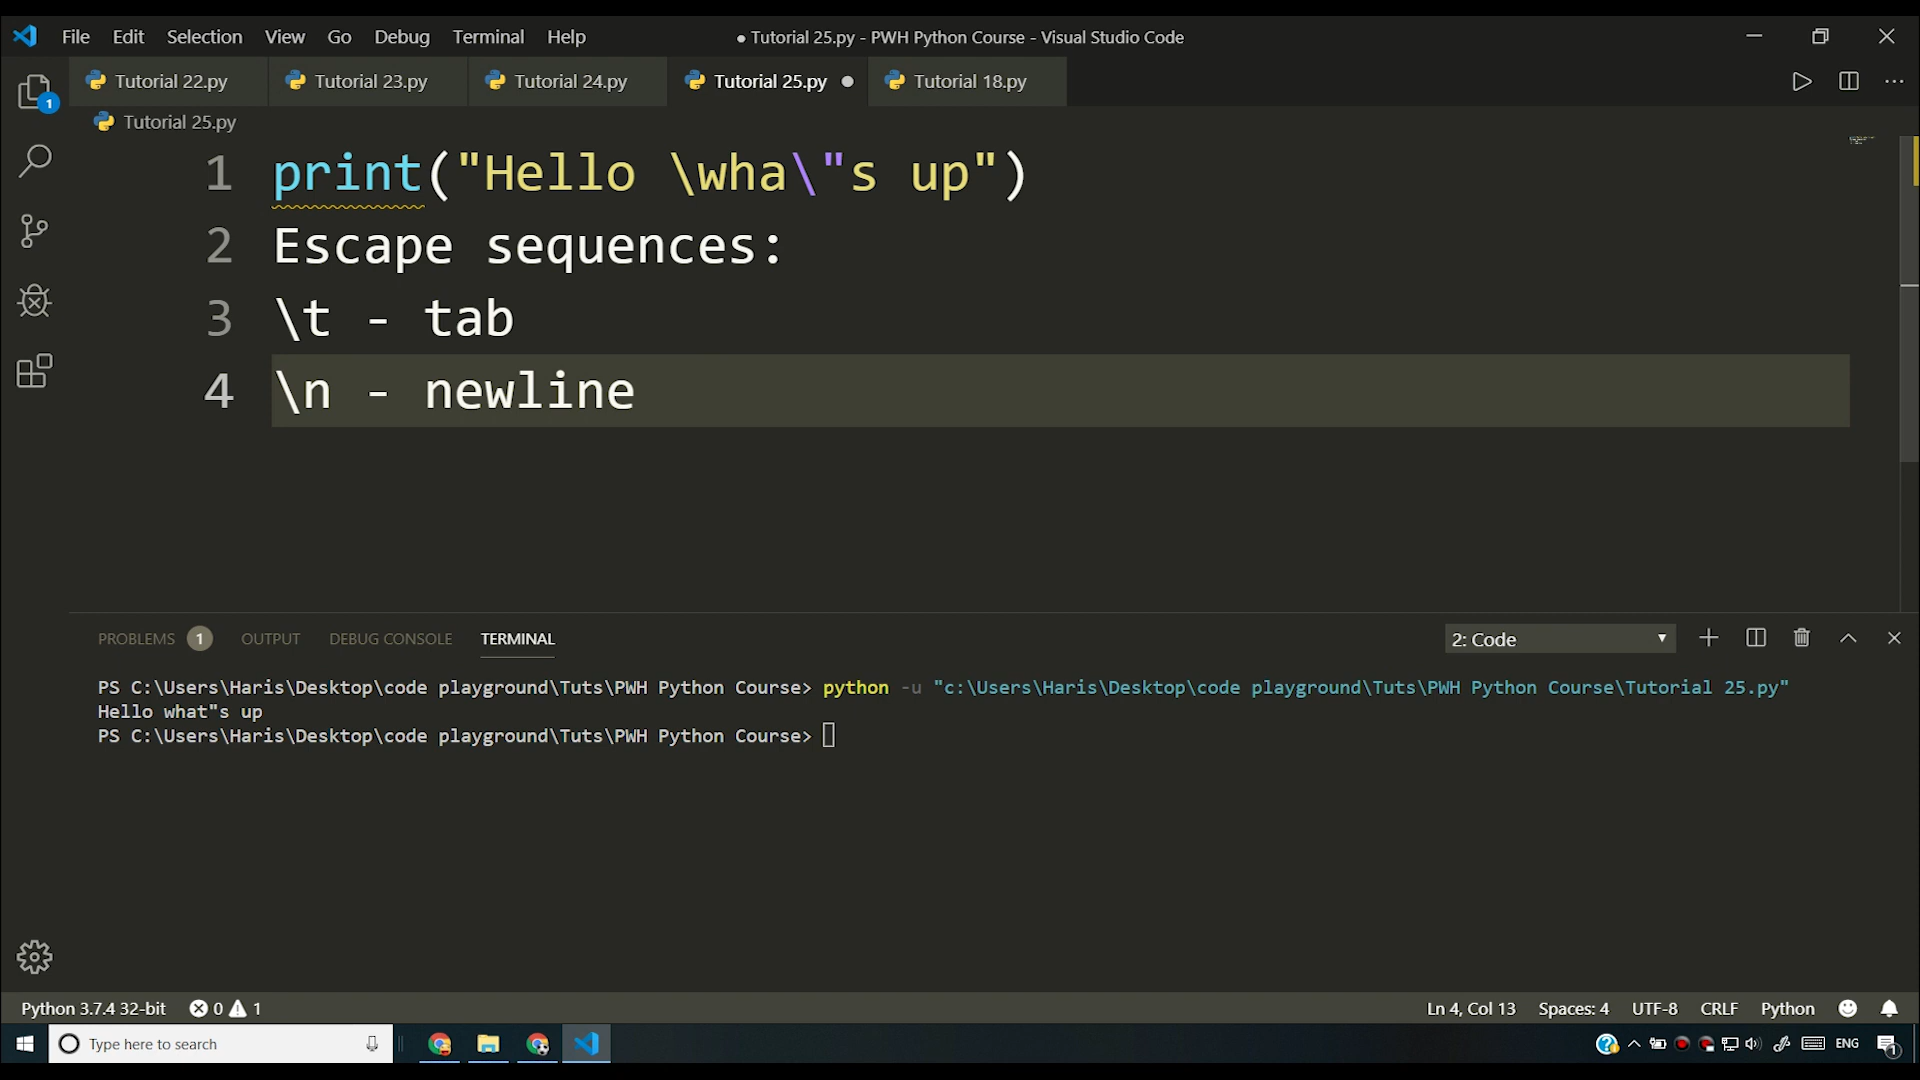 File Edit Selection View Go Debug Terminal Help ● Tutorial 25.py - PWH Python Course - Visual Studio Code
1 Tutorial 22.py Tutorial 23.py Tutorial 24.py Tutorial 25.py Tutorial 18.py
Tutorial 25.py
1 print("Hello \wha\"s up")
2 Escape sequences:
3 \t - tab
4 \n - newline
PROBLEMS 1 OUTPUT DEBUG CONSOLE TERMINAL 2: Code
PS C:\Users\Haris\Desktop\code playground\Tuts\PWH Python Course> python -u "c:\Users\Haris\Desktop\code playground\Tuts\PWH Python Course\Tutorial 25.py"
Hello what"s up
PS C:\Users\Haris\Desktop\code playground\Tuts\PWH Python Course>
Python 3.7.4 32-bit 0 1 Ln 4, Col 13 Spaces: 4 UTF-8 CRLF Python
Type here to search ENG 1